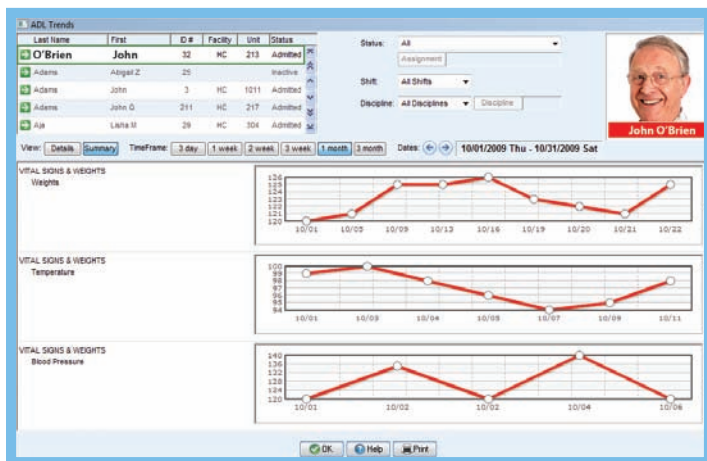 ADL Trends
Last Name First ID # Facility Unit Status
O'Brien John 32 HC 213 Admitted
Adams Abigail Z 25 Inactive
Adams John 3 HC 1011 Admitted
Adams John Q 211 HC 217 Admitted
Aja Lisha M 29 HC 304 Admitted
Status: All
Assignment
Shift: All Shifts
Discipline: All Disciplines Discipline
John O'Brien
View: Details Summary TimeFrame: 3 day 1 week 2 week 3 week 1 month 3 month Dates: 10/01/2009 Thu - 10/31/2009 Sat
VITAL SIGNS & WEIGHTS
Weights
126
125
124
123
122
121
120
10/01 10/05 10/09 10/13 10/16 10/19 10/20 10/21 10/22
VITAL SIGNS & WEIGHTS
Temperature
100
99
98
97
96
95
94
10/01 10/03 10/04 10/05 10/07 10/09 10/11
VITAL SIGNS & WEIGHTS
Blood Pressure
140
136
132
128
124
120
10/01 10/02 10/02 10/04 10/06
OK Help Print